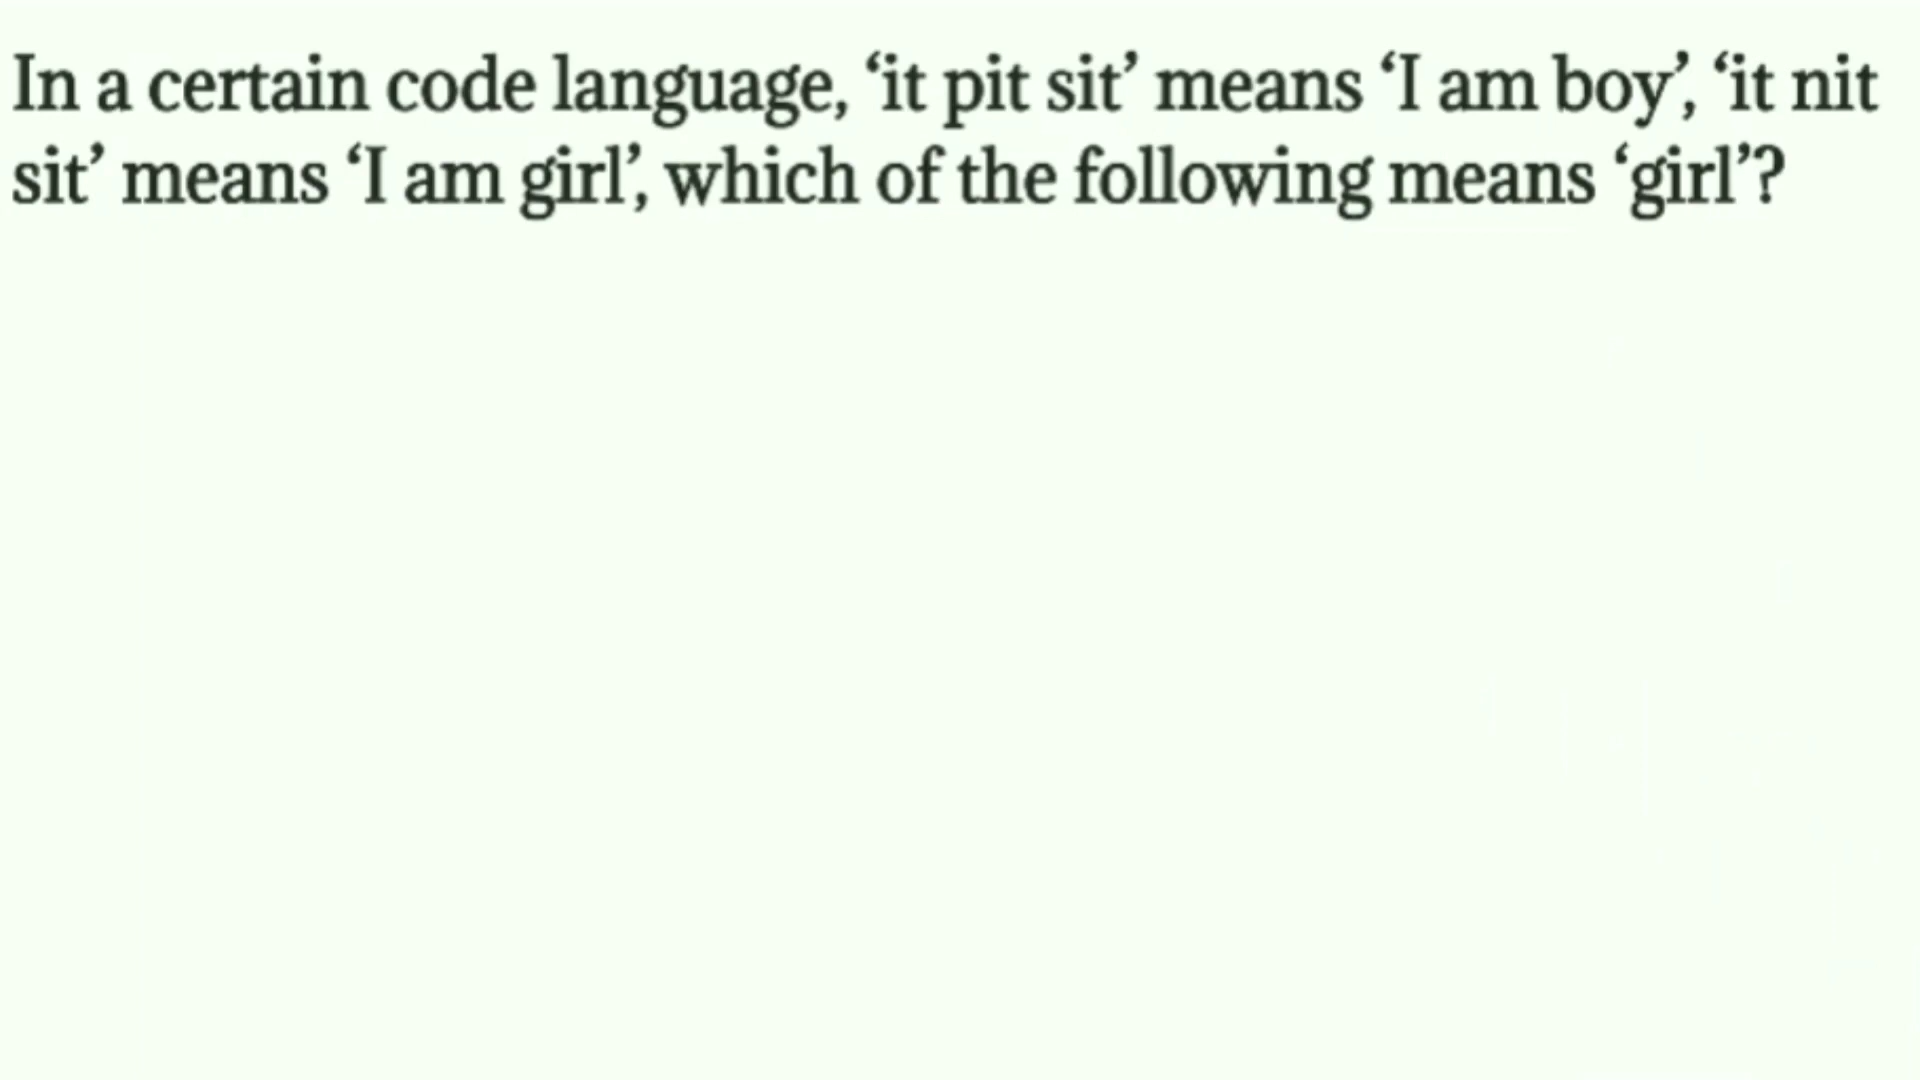 In a certain code language, ‘it pit sit’ means ‘I am boy’, ‘it nit
sit’ means ‘I am girl’, which of the following means ‘girl’?